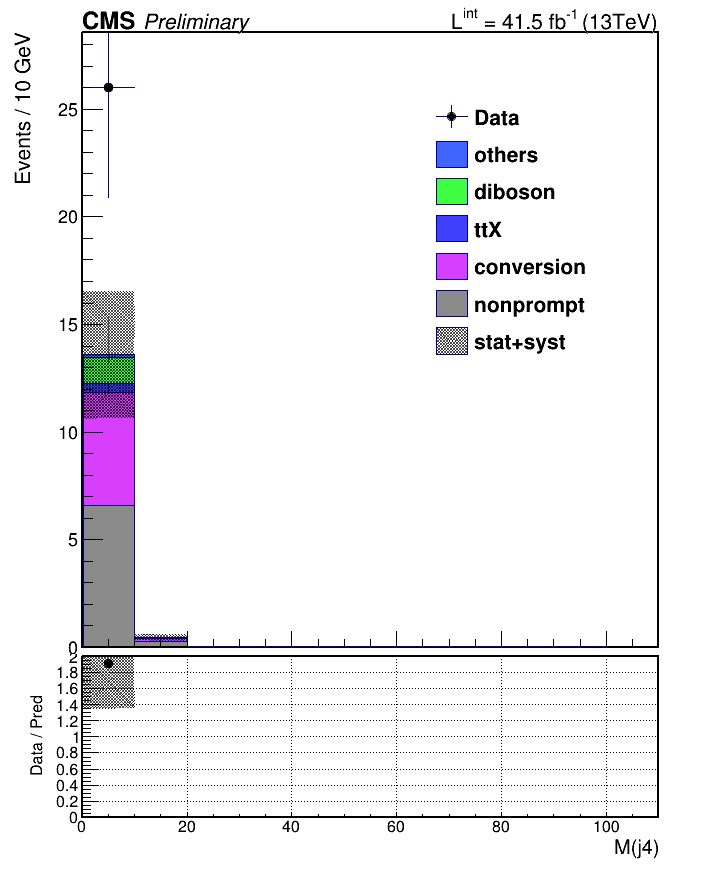 CMS Preliminary L^int = 41.5 fb^-1 (13TeV)
Events / 10 GeV
25
20
15
10
5
0
Data
others
diboson
ttX
conversion
nonprompt
stat+syst
Data / Pred
2
1.8
1.6
1.4
1.2
1
0.8
0.6
0.4
0.2
0
0 20 40 60 80 100
M(j4)